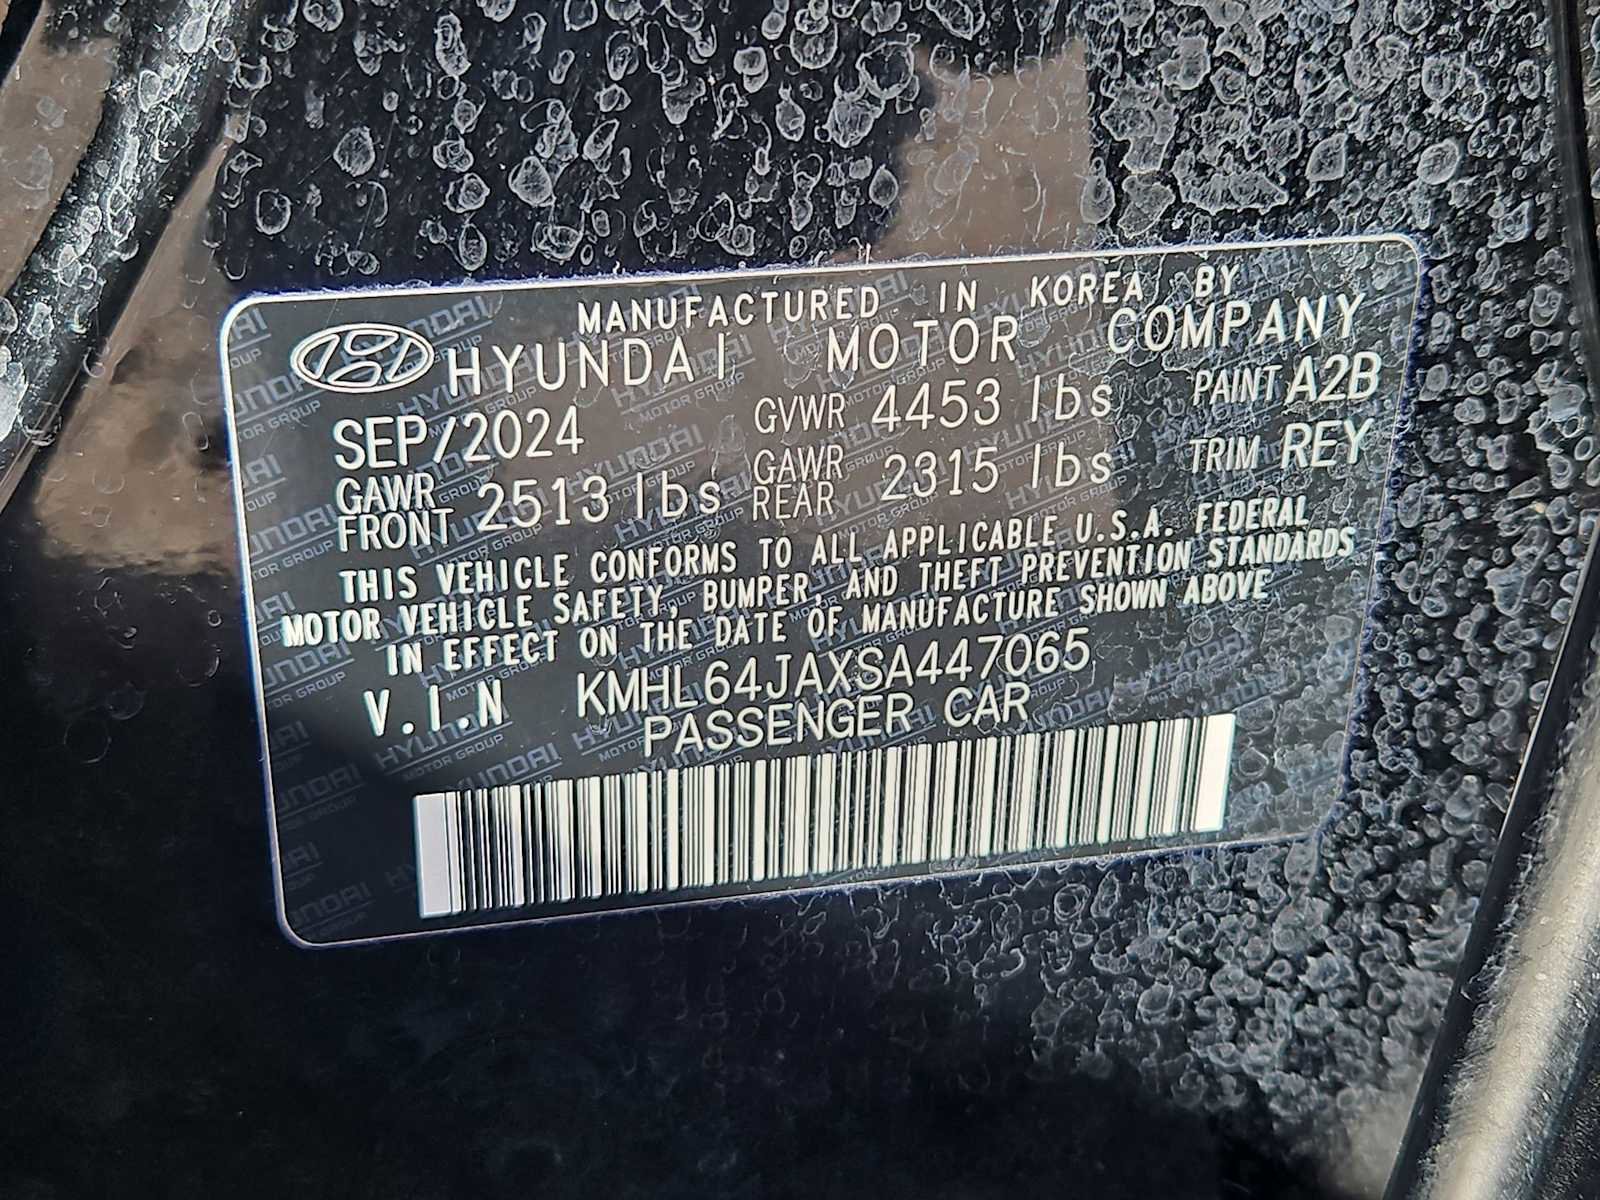 MANUFACTURED IN KOREA BY
HYUNDAI MOTOR COMPANY
SEP/2024 GVWR 4453 lbs PAINT A2B
GAWR FRONT 2513 lbs GAWR REAR 2315 lbs TRIM REY
THIS VEHICLE CONFORMS TO ALL APPLICABLE U.S.A. FEDERAL
MOTOR VEHICLE SAFETY, BUMPER, AND THEFT PREVENTION STANDARDS
IN EFFECT ON THE DATE OF MANUFACTURE SHOWN ABOVE
V.I.N KMHL64JAXSA447065
PASSENGER CAR